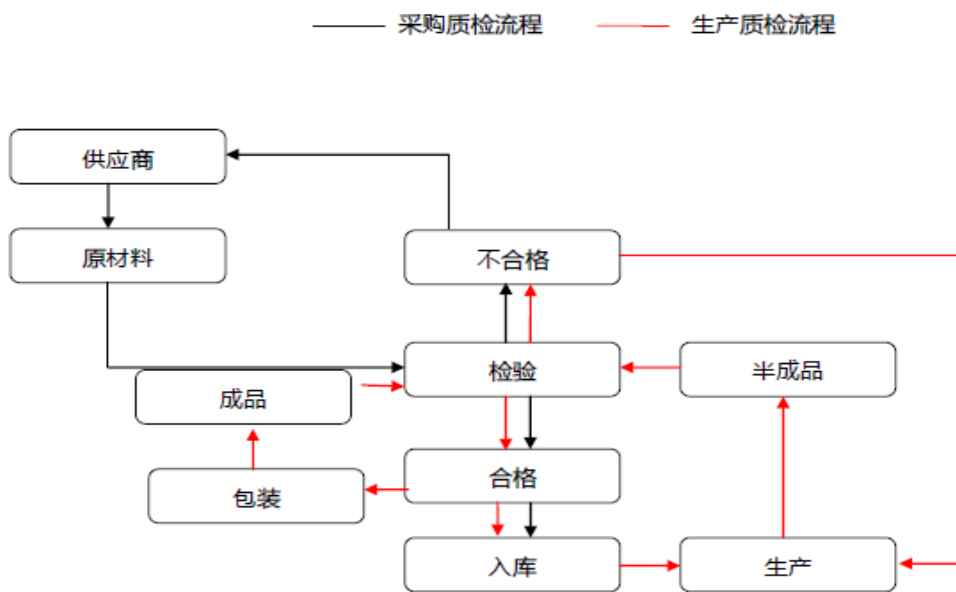 采购质检流程
生产质检流程
供应商
原材料
不合格
检验
半成品
成品
合格
包装
入库
生产